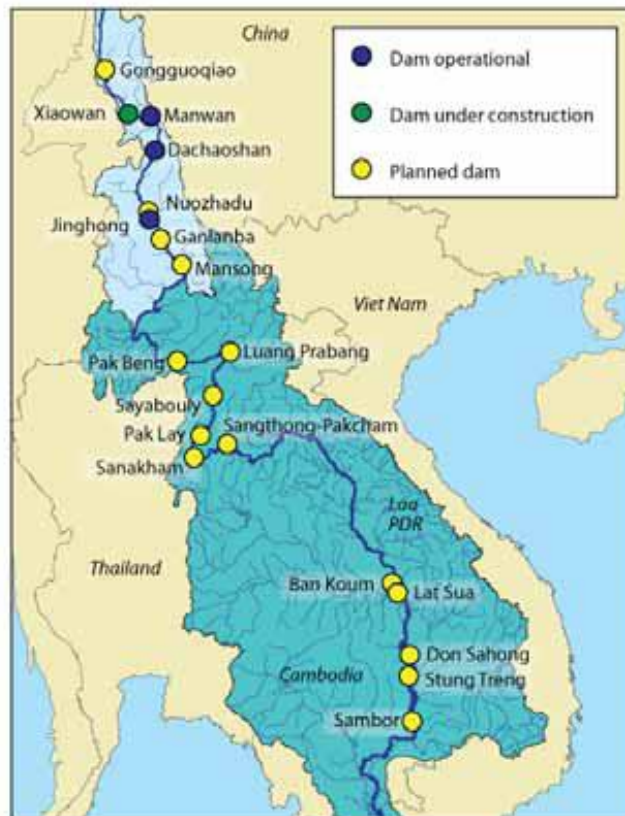 China
Gongguoqiao
Dam operational
Xiaowan
Manwan
Dam under construction
Dachaoshan
Planned dam
Nuozhadu
Jinghong
Ganlanba
Mansong
Viet Nam
Pak Beng
Luang Prabang
Sayabouly
Pak Lay
Sangthong-Pakcham
Sanakham
Lao
PDR
Thailand
Ban Koum
Lat Sua
Don Sahong
Cambodia
Stung Treng
Sambor